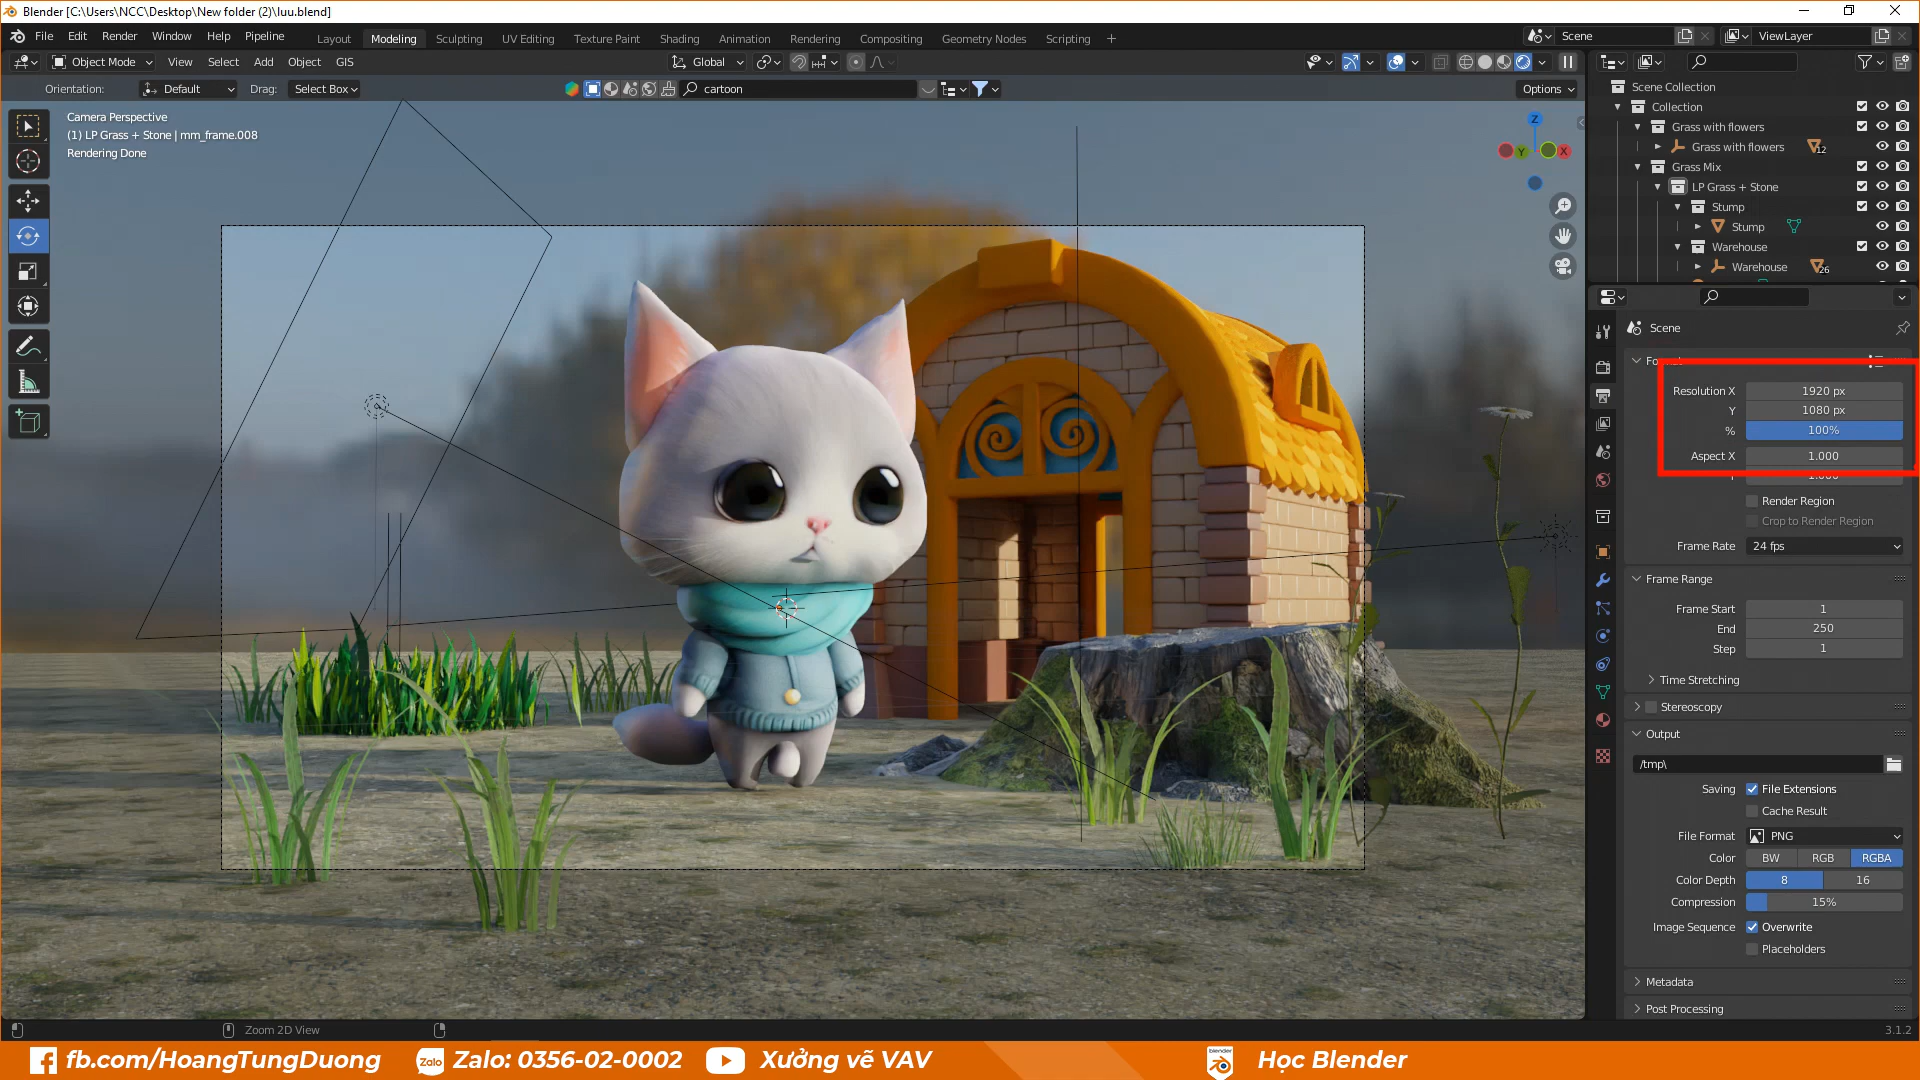 Blender [C:\Users\NCC\Desktop\New folder (2)\luu.blend]
File Edit Render Window Help Pipeline Layout Modeling Sculpting UV Editing Texture Paint Shading Animation Rendering Compositing Geometry Nodes Scripting + Scene ViewLayer
Object Mode View Select Add Object GIS Global
Orientation: Default Drag: Select Box cartoon Options
Camera Perspective
(1) LP Grass + Stone | mm_frame.008
Rendering Done
Z
Y
X
Scene Collection
Collection
Grass with flowers
Grass with flowers 12
Grass Mix
LP Grass + Stone
Stump
Stump
Warehouse
Warehouse 26
Scene
Resolution X 1920 px
Y 1080 px
% 100%
Aspect X 1.000
Render Region
Crop to Render Region
Frame Rate 24 fps
Frame Range
Frame Start 1
End 250
Step 1
Time Stretching
Stereoscopy
Output
/tmp\
Saving File Extensions
Cache Result
File Format PNG
Color BW RGB RGBA
Color Depth 8 16
Compression 15%
Image Sequence Overwrite
Placeholders
Metadata
Post Processing
Zoom 2D View
3.1.2
fb.com/HoangTungDuong Zalo Zalo: 0356-02-0002 Xưởng vẽ VAV blender Học Blender